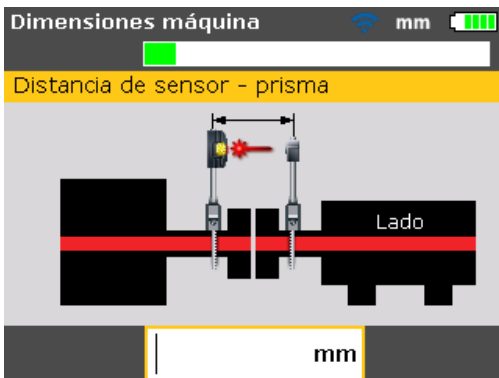 Dimensiones máquina mm
Distancia de sensor - prisma
Lado
mm